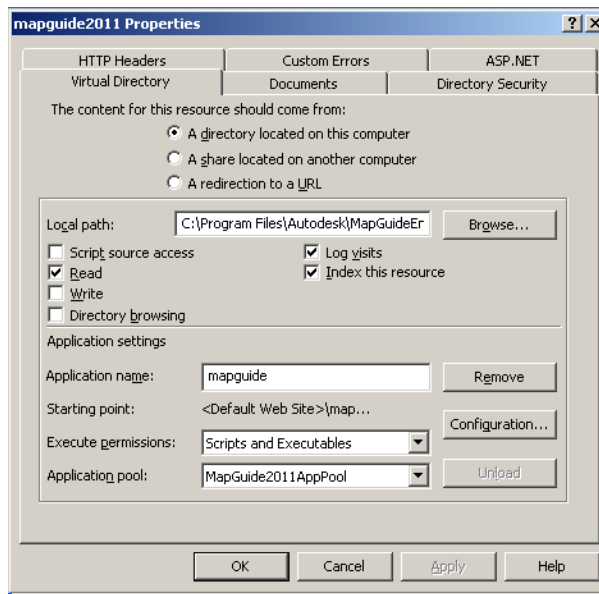 mapguide2011 Properties
HTTP Headers Custom Errors ASP.NET
Virtual Directory Documents Directory Security
The content for this resource should come from:
A directory located on this computer
A share located on another computer
A redirection to a URL
Local path: C:\Program Files\Autodesk\MapGuideEr Browse...
Script source access Log visits
Read Index this resource
Write
Directory browsing
Application settings
Application name: mapguide Remove
Starting point: <Default Web Site>\map...
Configuration...
Execute permissions: Scripts and Executables
Application pool: MapGuide2011AppPool Unload
OK Cancel Apply Help